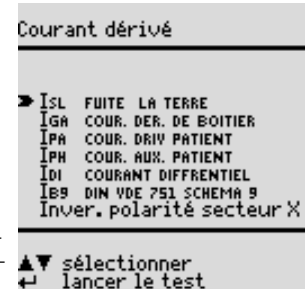 Courant dérivé
ISL FUITE LA TERRE
IGA COUR. DER. DE BOITIER
IPA COUR. DRIV PATIENT
IPH COUR. AUX. PATIENT
IDI COURANT DIFFRENTIEL
IB9 DIN VDE 751 SCHEMA 9
Inver. polarité secteur X
▲▼ sélectionner
↵ lancer le test